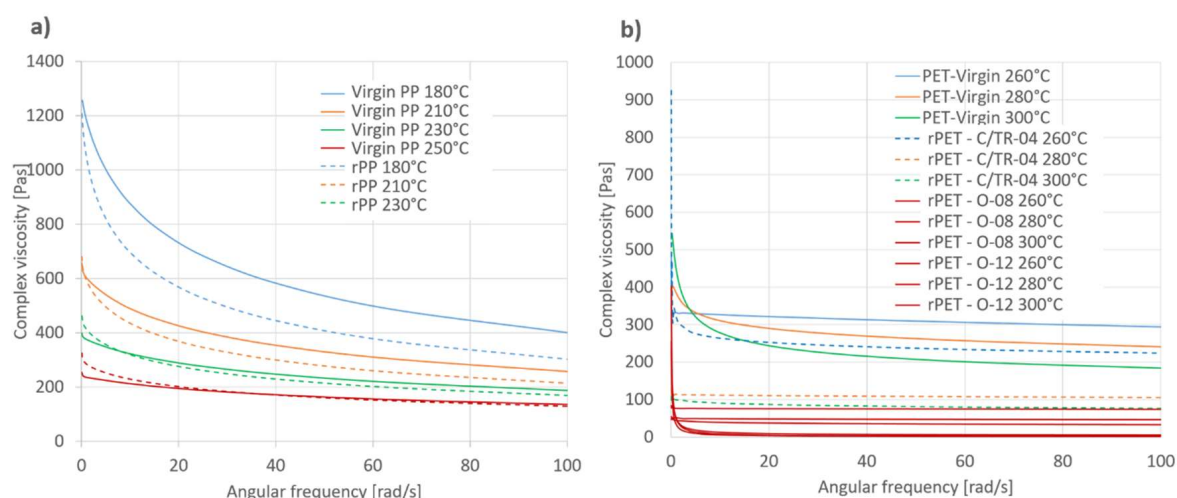 a)
Complex viscosity [Pas]
1400
1200
1000
800
600
400
200
0
Virgin PP 180°C
Virgin PP 210°C
Virgin PP 230°C
Virgin PP 250°C
rPP 180°C
rPP 210°C
rPP 230°C
0 20 40 60 80 100
Angular frequency [rad/s]
b)
Complex viscosity [Pas]
1000
900
800
700
600
500
400
300
200
100
0
PET-Virgin 260°C
PET-Virgin 280°C
PET-Virgin 300°C
rPET - C/TR-04 260°C
rPET - C/TR-04 280°C
rPET - C/TR-04 300°C
rPET - O-08 260°C
rPET - O-08 280°C
rPET - O-08 300°C
rPET - O-12 260°C
rPET - O-12 280°C
rPET - O-12 300°C
0 20 40 60 80 100
Angular frequency [rad/s]